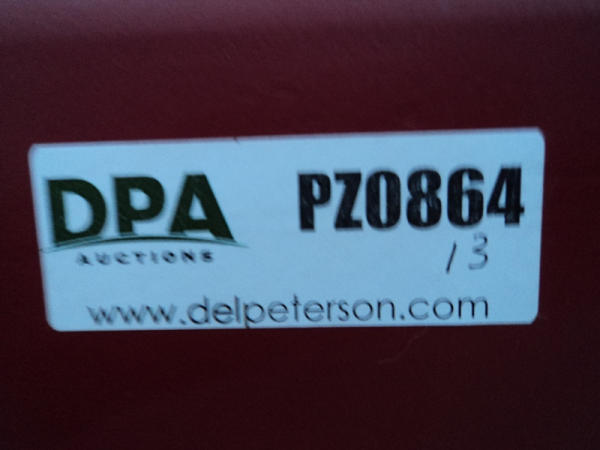 DPA
AUCTIONS
PZ0864
13
www.delpeterson.com